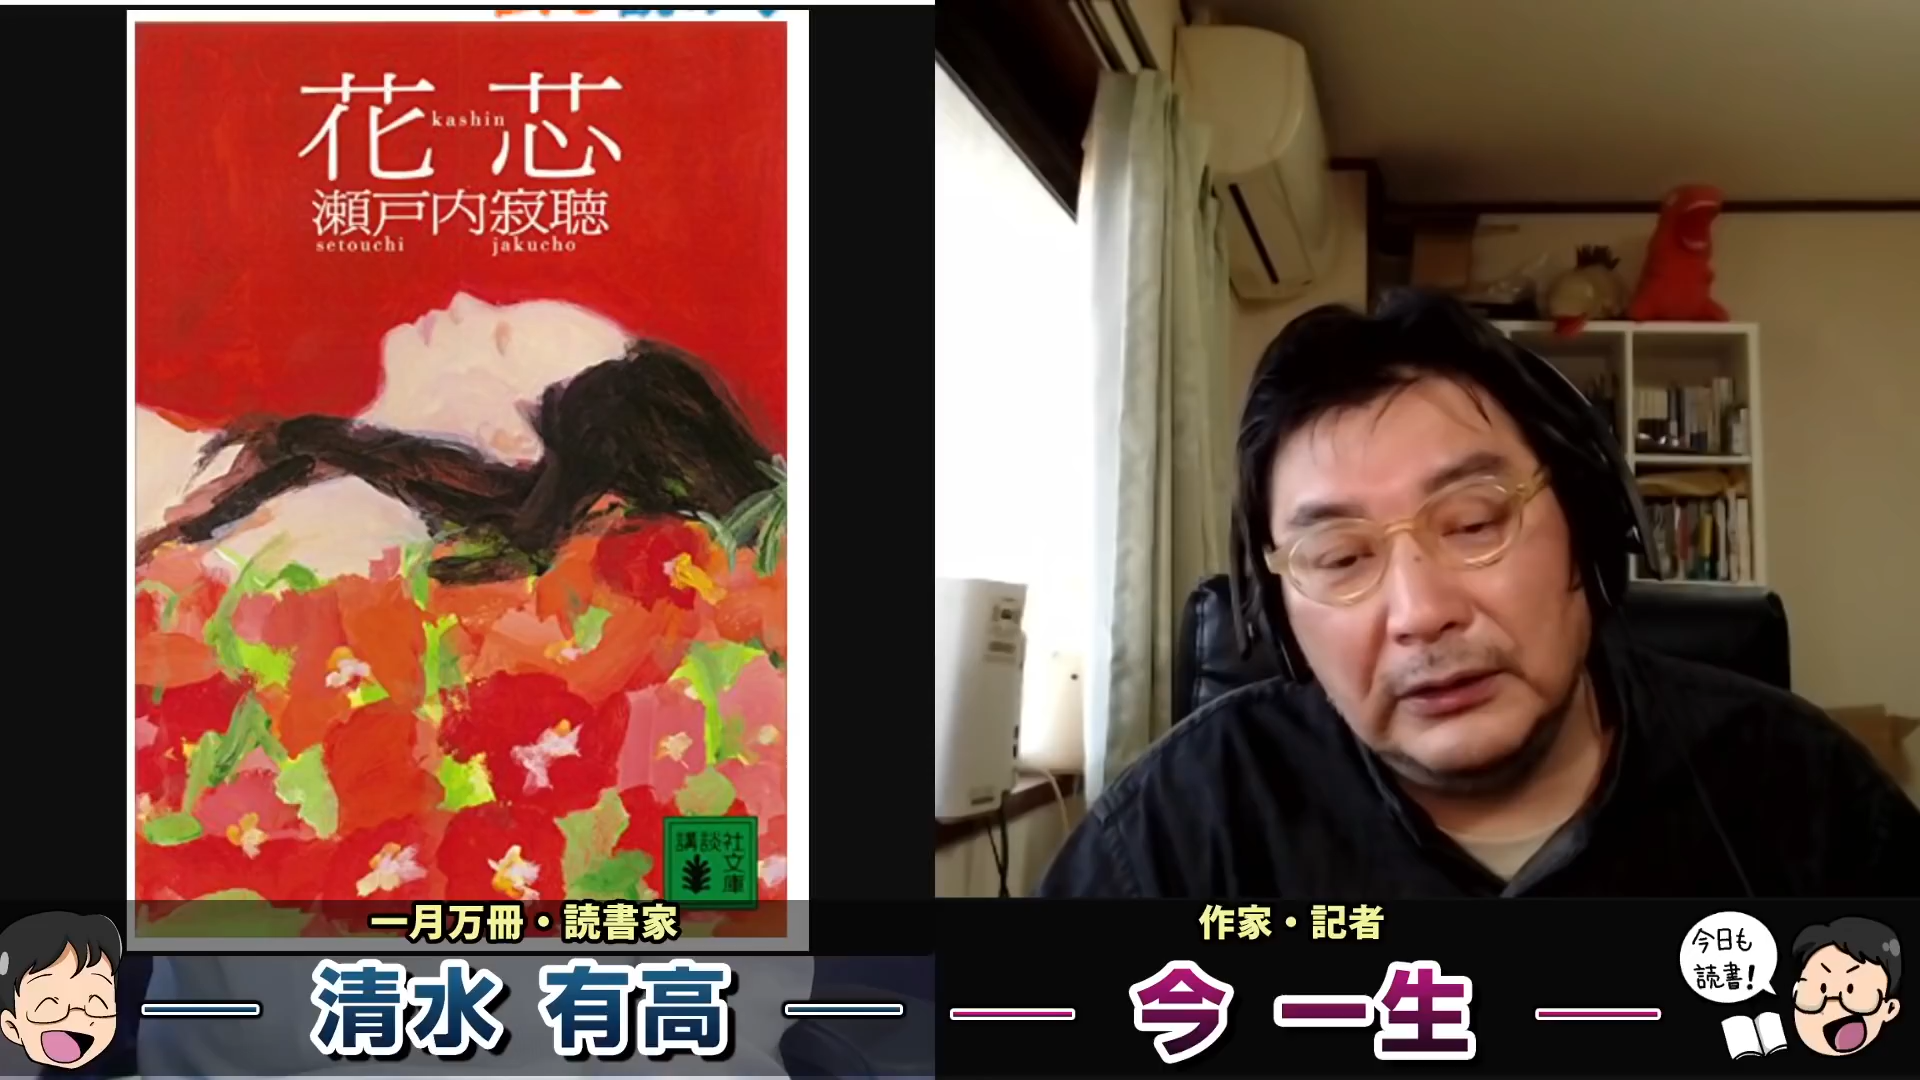 花芯
kashin
瀬戸内寂聴
setouchi jakucho
講談社
文庫
一月万冊・読書家
清水 有高
作家・記者
今 一生
今日も
読書!